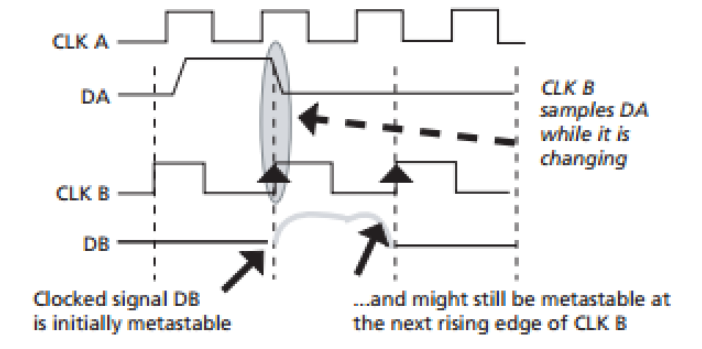 CLK A
DA
CLK B
samples DA
while it is
changing
CLK B
DB
Clocked signal DB
is initially metastable
...and might still be metastable at
the next rising edge of CLK B